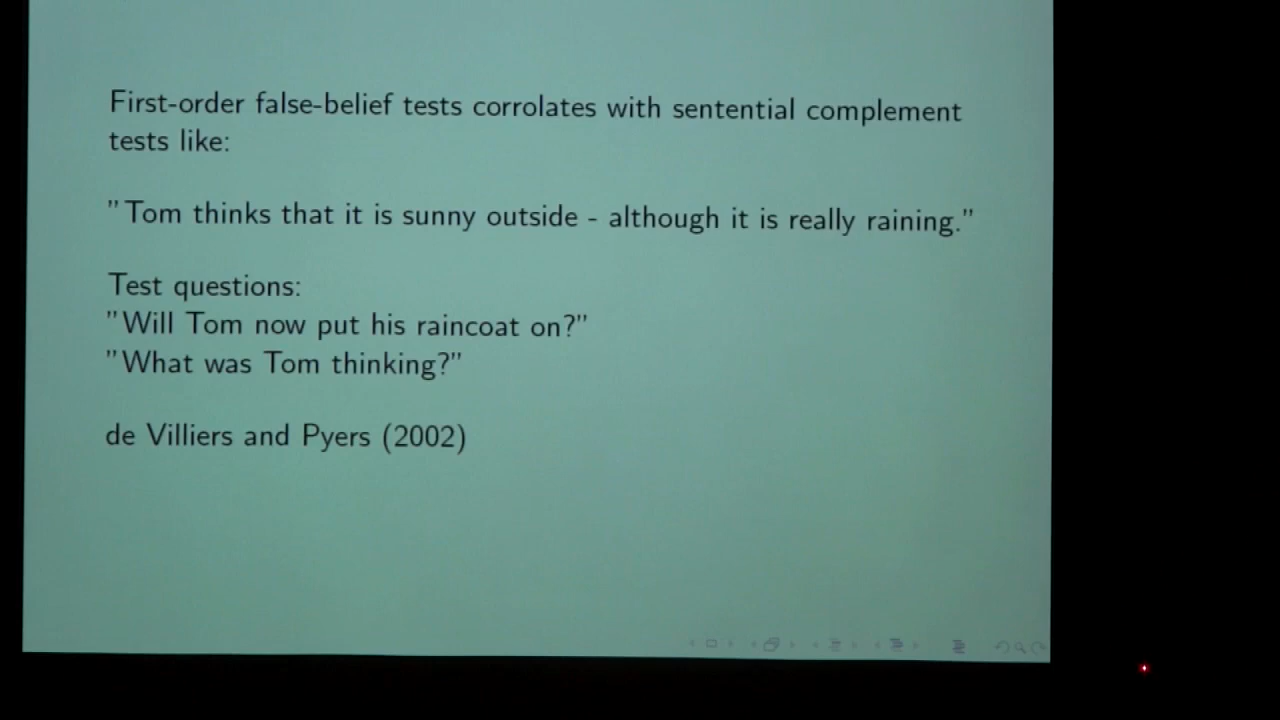 First-order false-belief tests corrolates with sentential complement
tests like:
"Tom thinks that it is sunny outside - although it is really raining."
Test questions:
"Will Tom now put his raincoat on?"
"What was Tom thinking?"
de Villiers and Pyers (2002)